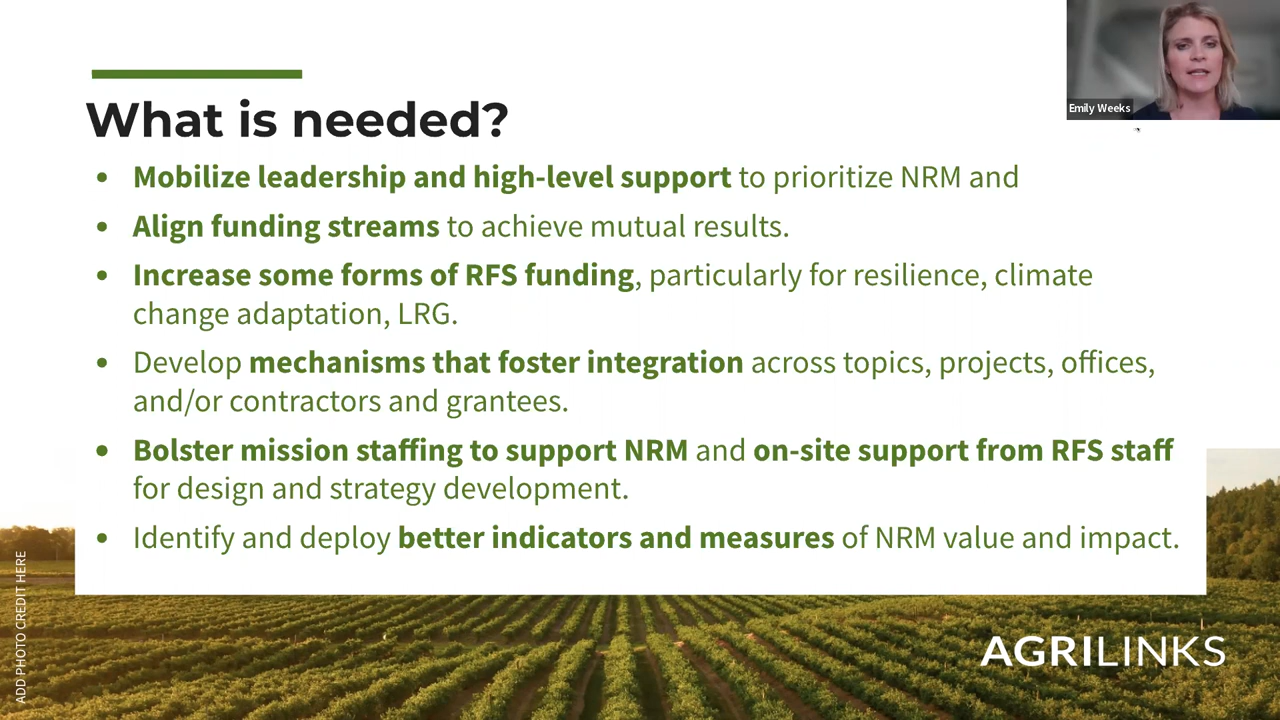 Emily Weeks
What is needed?
• Mobilize leadership and high-level support to prioritize NRM and
• Align funding streams to achieve mutual results.
• Increase some forms of RFS funding, particularly for resilience, climate
change adaptation, LRG.
• Develop mechanisms that foster integration across topics, projects, offices,
and/or contractors and grantees.
• Bolster mission staffing to support NRM and on-site support from RFS staff
for design and strategy development.
• Identify and deploy better indicators and measures of NRM value and impact.
ADD PHOTO CREDIT HERE
AGRILINKS